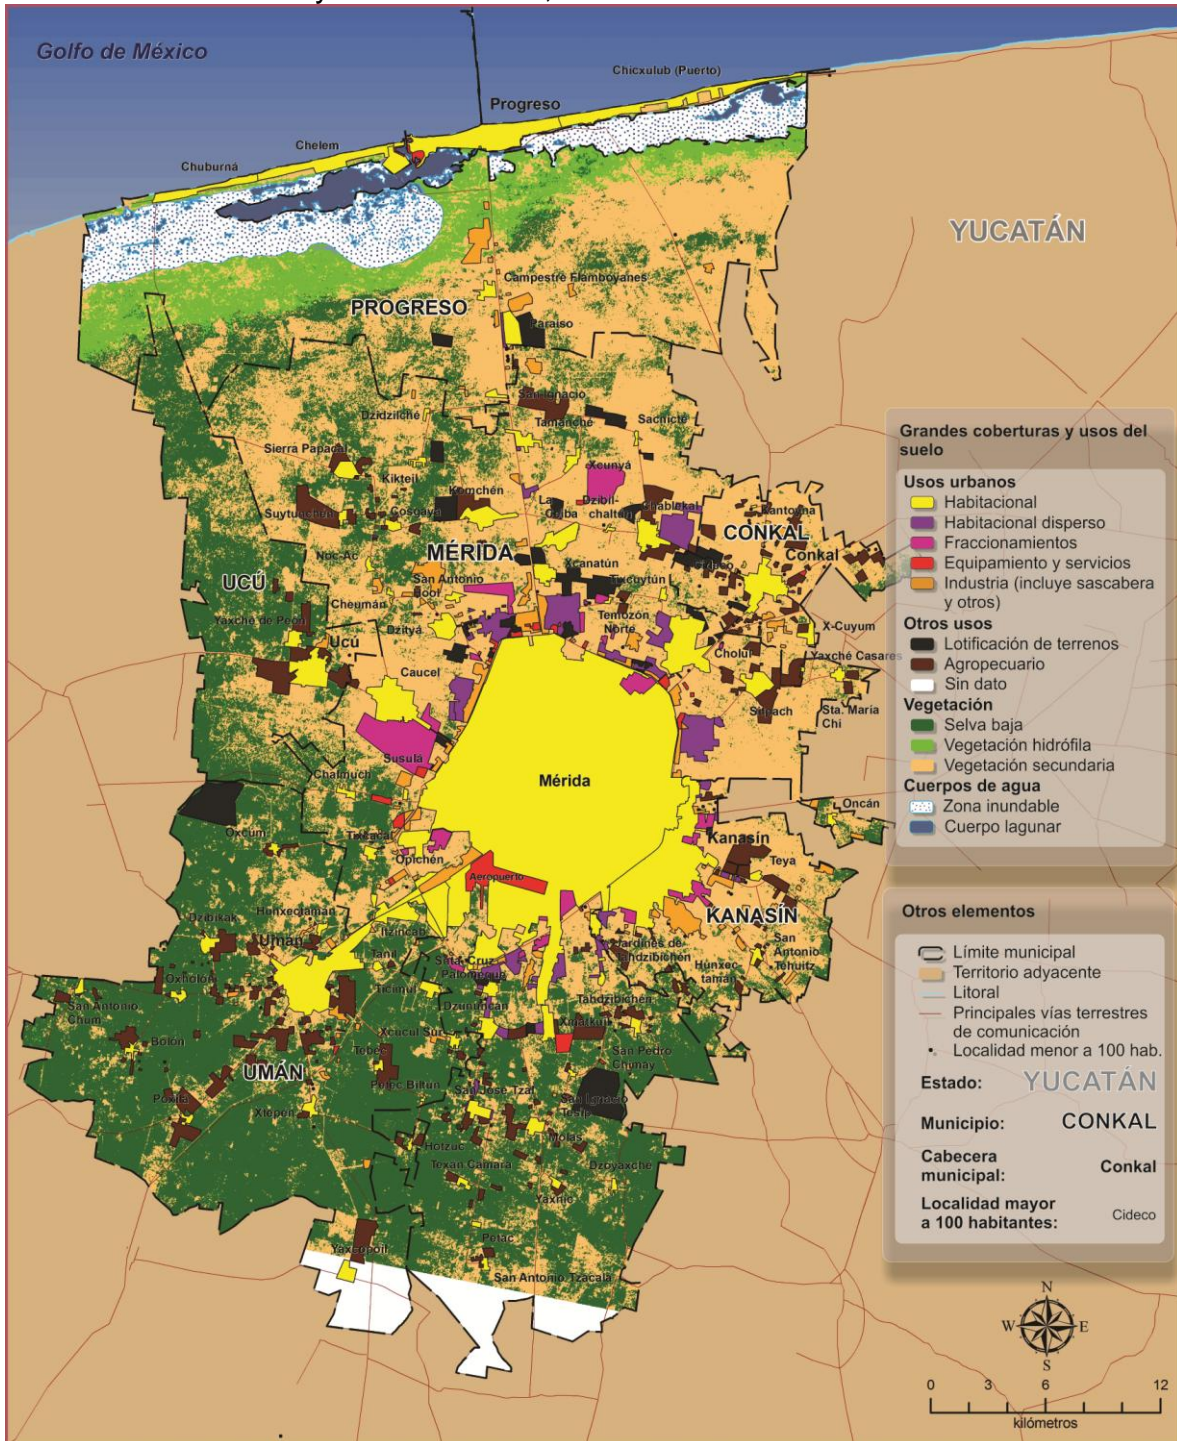 Golfo de México
Chicxulub (Puerto)
Progreso
Chelem
Chuburná
YUCATÁN
Campestre Flamboyanes
PROGRESO
Paraíso
San Ignacio
Tamanché
Sacnicté
Dzidzilché
Sierra Papacal
Kikteil
Xcunyá
Komchén
La Ceiba
Dzibil-
chaltún
Chablekal
Suytunchén
Cosgaya
CONKAL
Conkal
MÉRIDA
Noc-Ac
Xcanatún
Tixcuytún
San Antonio
UCÚ
Cheumán
Temozón
Norte
X-Cuyum
Yaxché de Peón
Dzityá
Ucú
Cholul
Yaxché Casares
Caucel
Sitpach
Sta. María
Chi
Susulá
Chalmuch
Mérida
Oncán
Oxcum
Tixcacal
Kanasín
Opichén
Teya
Aeropuerto
KANASÍN
Dzibikak
Hunxectamán
Umán
Itzincab
Jardines de
Tahdzibichén
San
Antonio
Tehuitz
Tanil
Sta. Cruz
Palomeque
Hunxec-
tamán
Oxholón
Ticimul
Dzununcán
Tahdzibichén
San Antonio
Chum
Xcucul Sur
Xmatkuil
Bolón
Tebec
San Pedro
Chimay
UMÁN
Poxilá
San José Tzal
San Ignacio
Tesip
Xtepén
Molas
Hotzuc
Texan Cámara
Dzoyaxché
Yaxnic
Petac
Yaxcopoil
San Antonio Tzacalá
Grandes coberturas y usos del
suelo
Usos urbanos
Habitacional
Habitacional disperso
Fraccionamientos
Equipamiento y servicios
Industria (incluye sascabera
y otros)
Otros usos
Lotificación de terrenos
Agropecuario
Sin dato
Vegetación
Selva baja
Vegetación hidrófila
Vegetación secundaria
Cuerpos de agua
Zona inundable
Cuerpo lagunar
Otros elementos
Límite municipal
Territorio adyacente
Litoral
Principales vías terrestres
de comunicación
Localidad menor a 100 hab.
Estado: YUCATÁN
Municipio: CONKAL
Cabecera
municipal: Conkal
Localidad mayor
a 100 habitantes: Cideco
N
W E
S
0 3 6 12
kilómetros